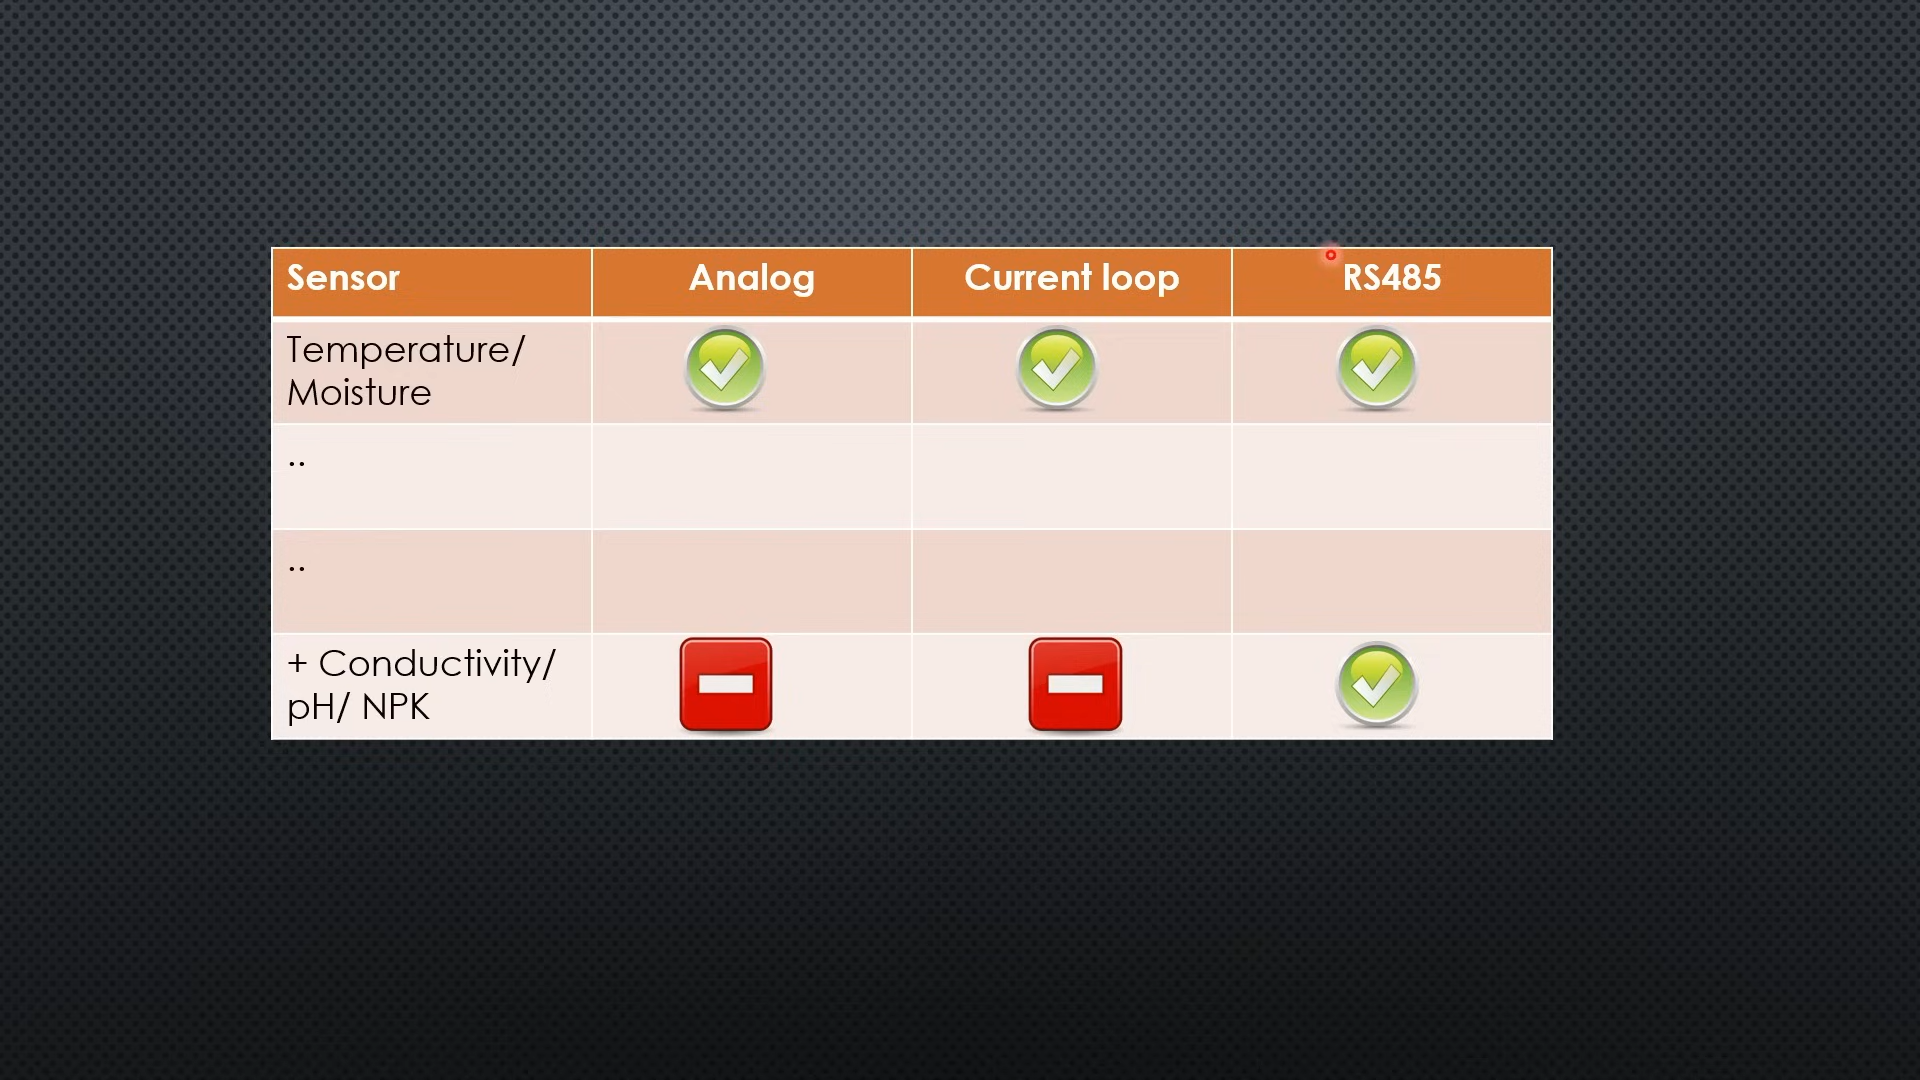 Sensor Analog Current loop RS485
Temperature/
Moisture
..
..
+ Conductivity/
pH/ NPK